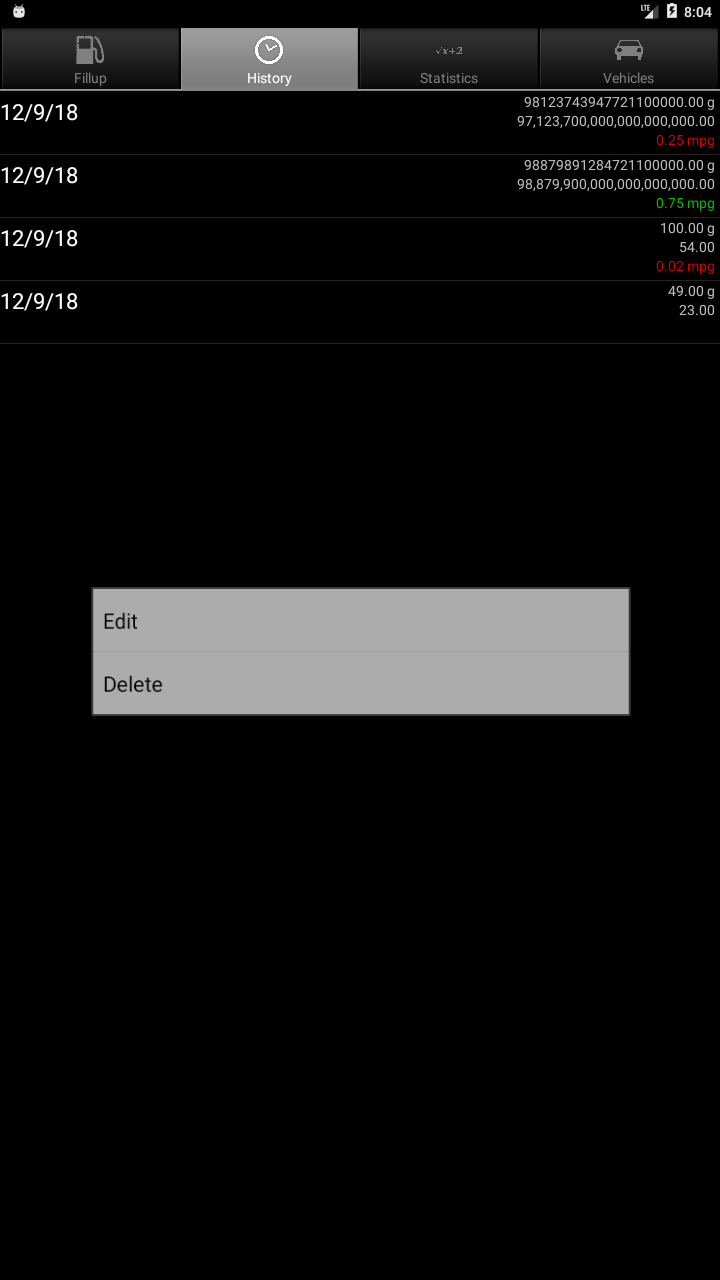 LTE 8:04
√x+2
Fillup History Statistics Vehicles
12/9/18
98123743947721100000.00 g
97,123,700,000,000,000,000.00
0.25 mpg
12/9/18
98879891284721100000.00 g
98,879,900,000,000,000,000.00
0.75 mpg
12/9/18
100.00 g
54.00
0.02 mpg
12/9/18
49.00 g
23.00
Edit
Delete